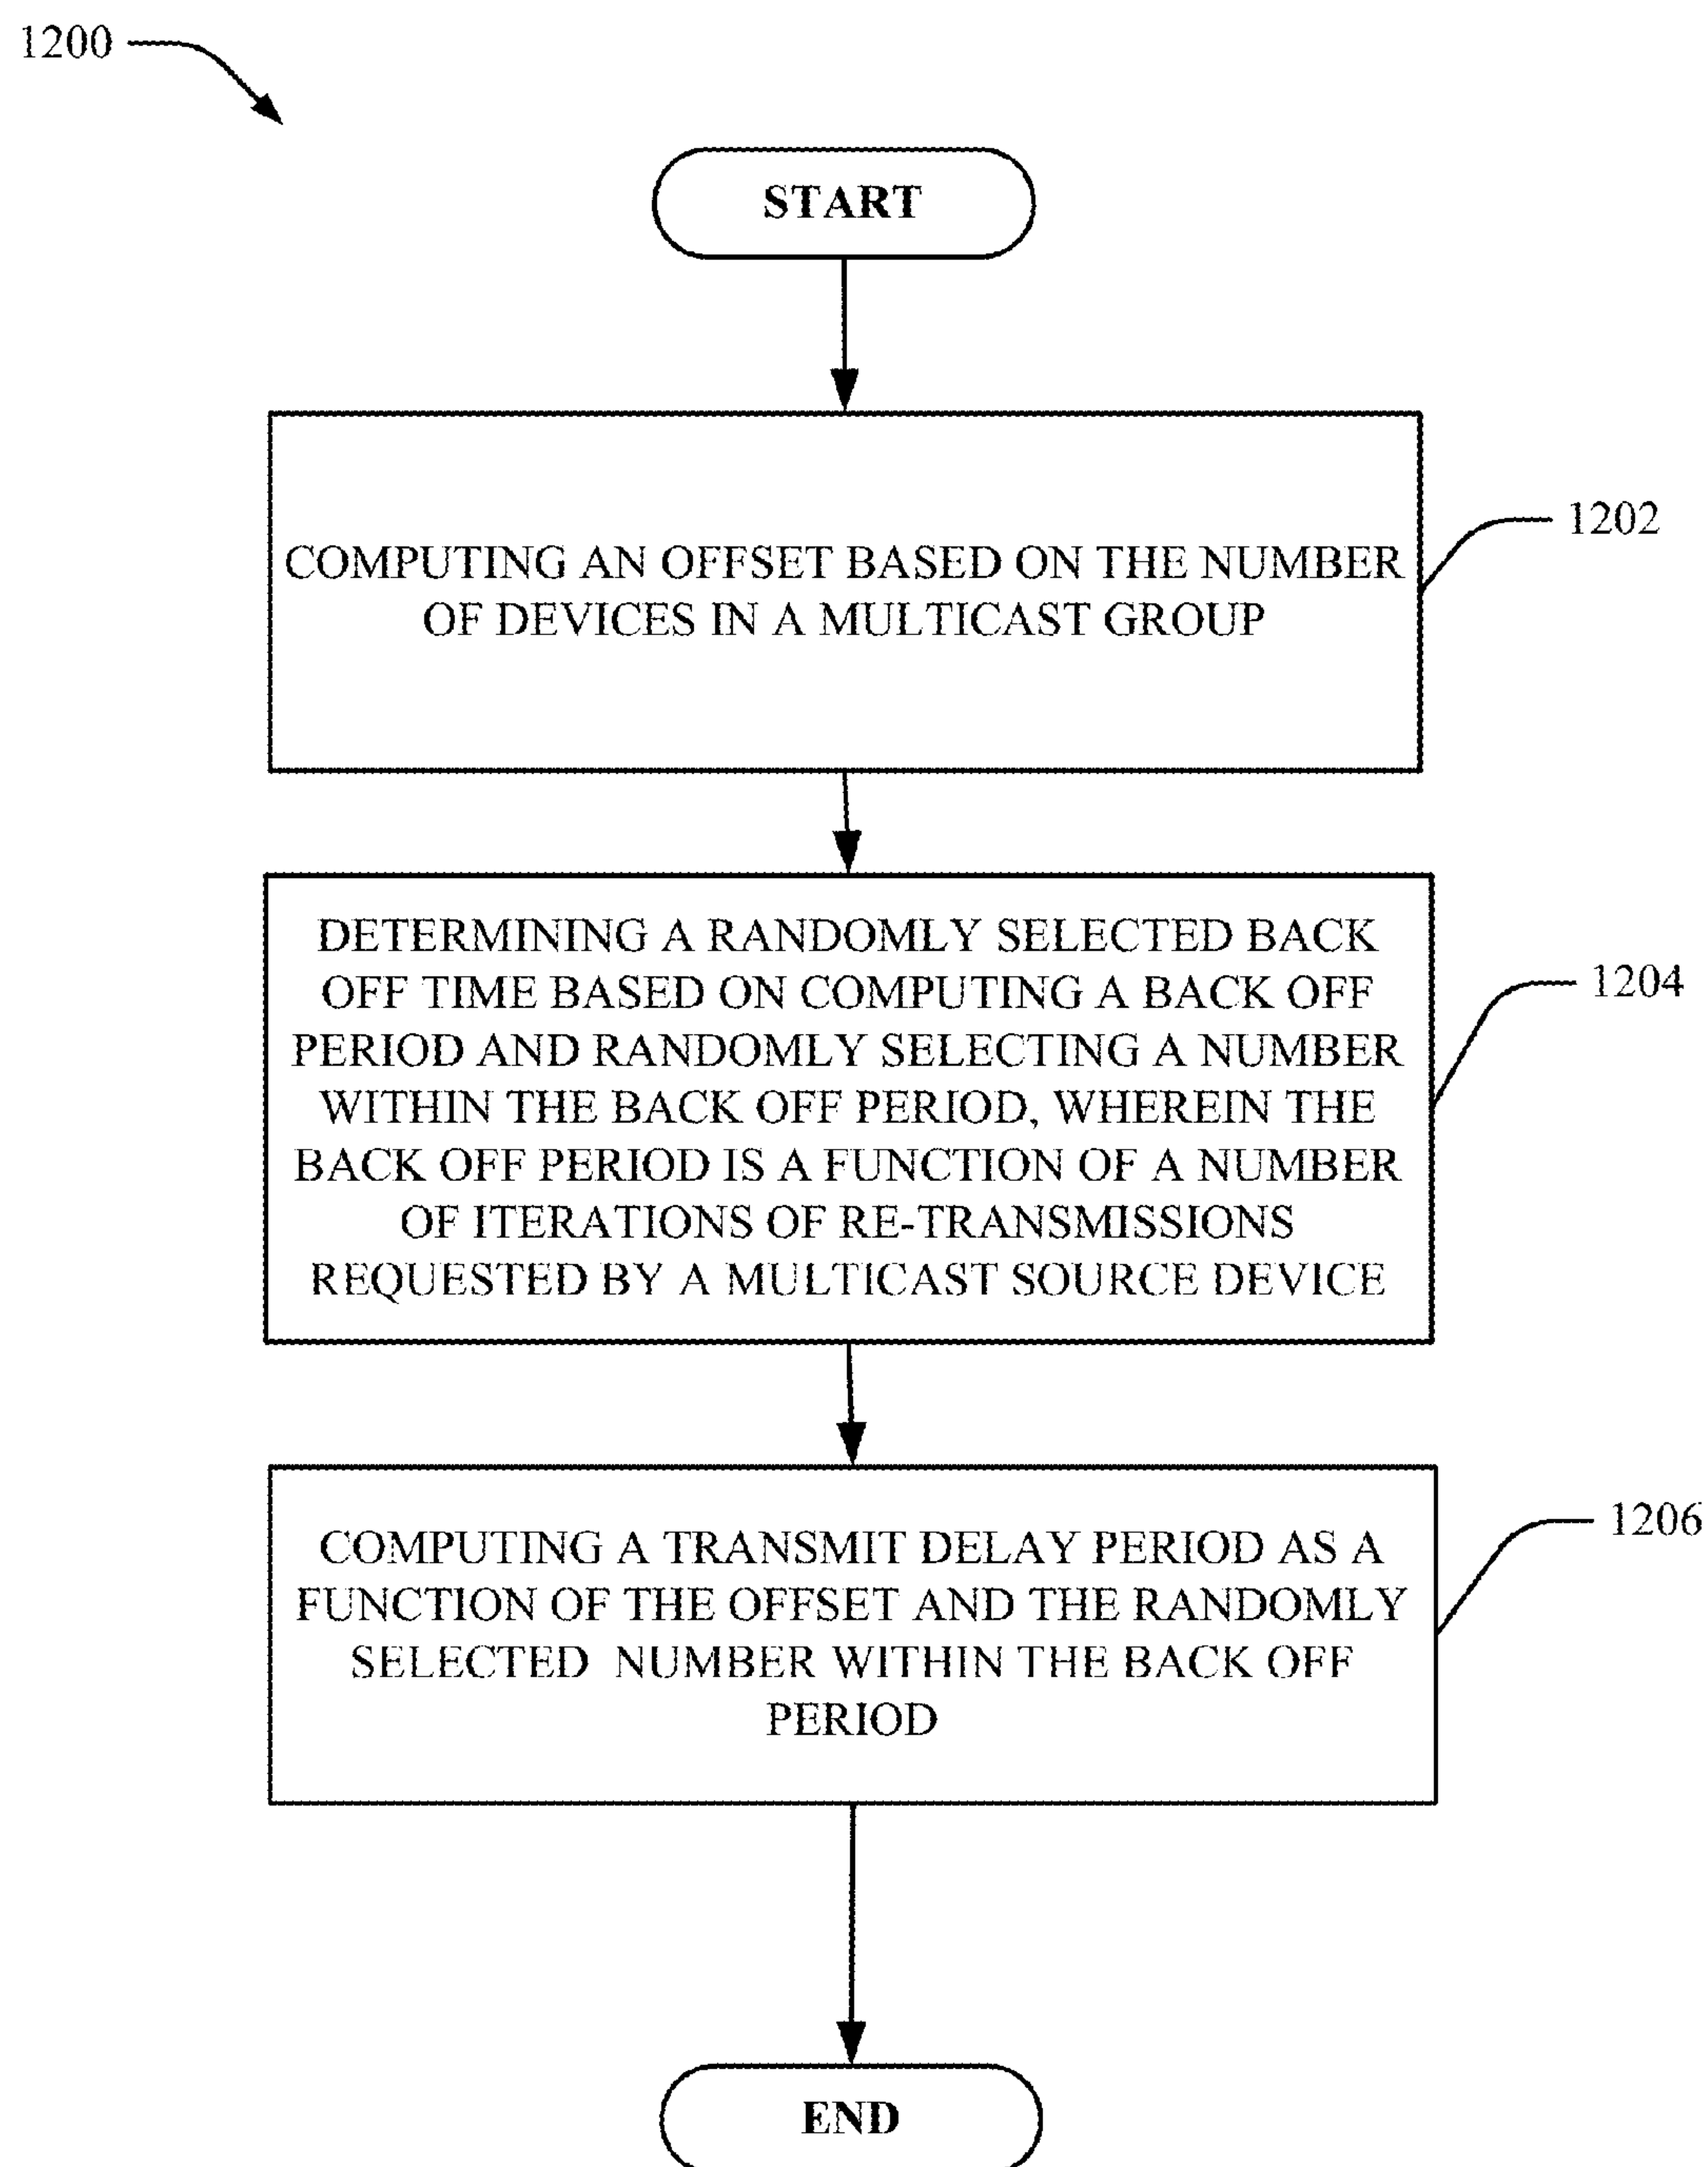 1200
START
COMPUTING AN OFFSET BASED ON THE NUMBER
OF DEVICES IN A MULTICAST GROUP
1202
DETERMINING A RANDOMLY SELECTED BACK
OFF TIME BASED ON COMPUTING A BACK OFF
PERIOD AND RANDOMLY SELECTING A NUMBER
WITHIN THE BACK OFF PERIOD, WHEREIN THE
BACK OFF PERIOD IS A FUNCTION OF A NUMBER
OF ITERATIONS OF RE-TRANSMISSIONS
REQUESTED BY A MULTICAST SOURCE DEVICE
1204
COMPUTING A TRANSMIT DELAY PERIOD AS A
FUNCTION OF THE OFFSET AND THE RANDOMLY
SELECTED NUMBER WITHIN THE BACK OFF
PERIOD
1206
END